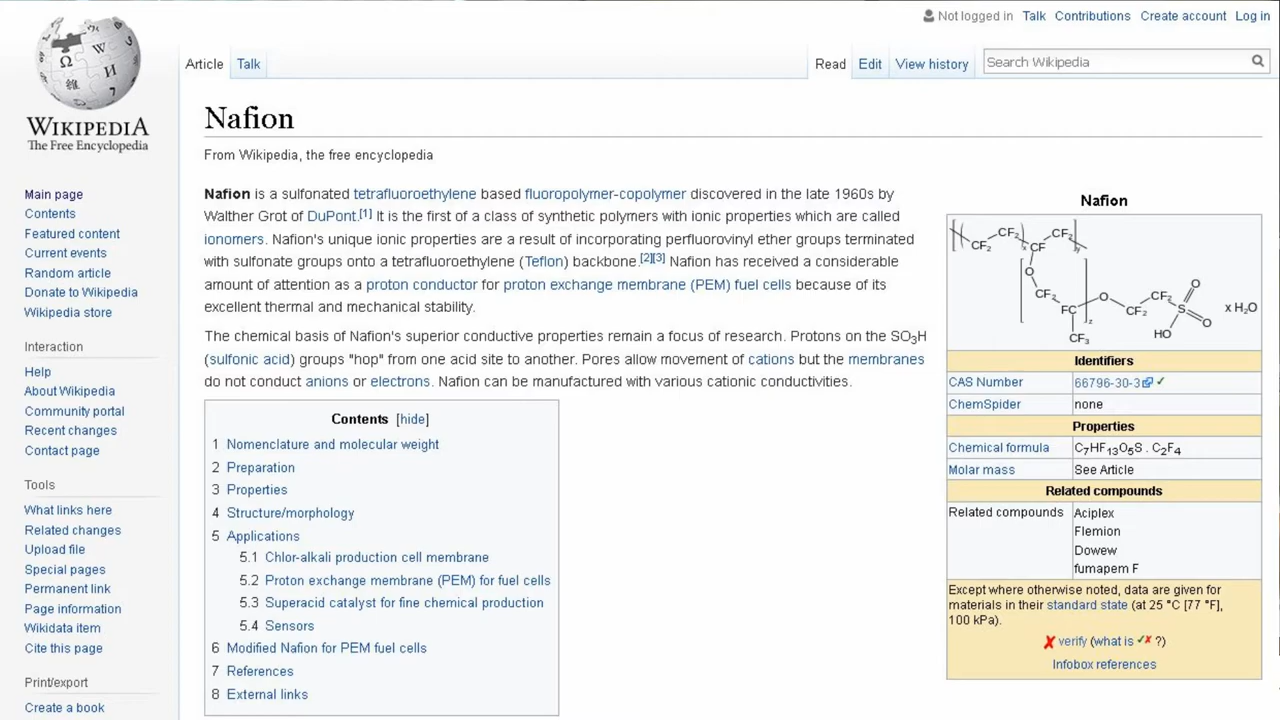 Not logged in Talk Contributions Create account Log in
Article Talk Read Edit View history Search Wikipedia
WIKIPEDIA
The Free Encyclopedia
Main page
Contents
Featured content
Current events
Random article
Donate to Wikipedia
Wikipedia store
Interaction
Help
About Wikipedia
Community portal
Recent changes
Contact page
Tools
What links here
Related changes
Upload file
Special pages
Permanent link
Page information
Wikidata item
Cite this page
Print/export
Create a book
Nafion
From Wikipedia, the free encyclopedia
Nafion is a sulfonated tetrafluoroethylene based fluoropolymer-copolymer discovered in the late 1960s by
Walther Grot of DuPont.[1] It is the first of a class of synthetic polymers with ionic properties which are called
ionomers. Nafion's unique ionic properties are a result of incorporating perfluorovinyl ether groups terminated
with sulfonate groups onto a tetrafluoroethylene (Teflon) backbone.[2][3] Nafion has received a considerable
amount of attention as a proton conductor for proton exchange membrane (PEM) fuel cells because of its
excellent thermal and mechanical stability.
The chemical basis of Nafion's superior conductive properties remain a focus of research. Protons on the SO3H
(sulfonic acid) groups "hop" from one acid site to another. Pores allow movement of cations but the membranes
do not conduct anions or electrons. Nafion can be manufactured with various cationic conductivities.
Contents [hide]
1 Nomenclature and molecular weight
2 Preparation
3 Properties
4 Structure/morphology
5 Applications
5.1 Chlor-alkali production cell membrane
5.2 Proton exchange membrane (PEM) for fuel cells
5.3 Superacid catalyst for fine chemical production
5.4 Sensors
6 Modified Nafion for PEM fuel cells
7 References
8 External links
Nafion
CF2 CF2
CF2 CF
O
CF2 CF2 O
FC O CF2 S
CF3 HO O
x H2O
Identifiers
CAS Number 66796-30-3 ✓
ChemSpider none
Properties
Chemical formula C7HF13O5S . C2F4
Molar mass See Article
Related compounds
Related compounds Aciplex
Flemion
Dowew
fumapem F
Except where otherwise noted, data are given for
materials in their standard state (at 25 °C [77 °F],
100 kPa).
✗ verify (what is ✓✗ ?)
Infobox references